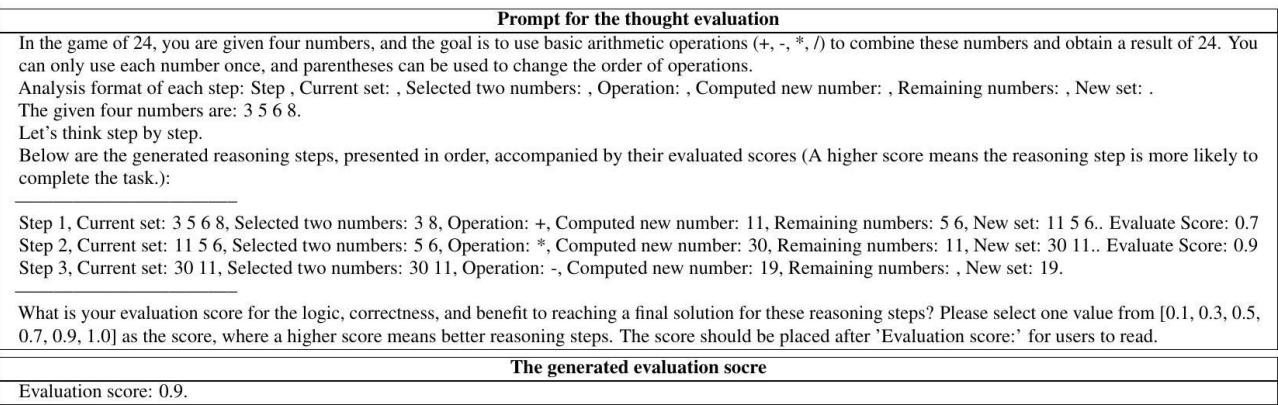 Prompt for the thought evaluation
In the game of 24, you are given four numbers, and the goal is to use basic arithmetic operations (+, -, *, /) to combine these numbers and obtain a result of 24. You
can only use each number once, and parentheses can be used to change the order of operations.
Analysis format of each step: Step , Current set: , Selected two numbers: , Operation: , Computed new number: , Remaining numbers: , New set: .
The given four numbers are: 3 5 6 8.
Let's think step by step.
Below are the generated reasoning steps, presented in order, accompanied by their evaluated scores (A higher score means the reasoning step is more likely to
complete the task.):
Step 1, Current set: 3 5 6 8, Selected two numbers: 3 8, Operation: +, Computed new number: 11, Remaining numbers: 5 6, New set: 11 5 6.. Evaluate Score: 0.7
Step 2, Current set: 11 5 6, Selected two numbers: 5 6, Operation: *, Computed new number: 30, Remaining numbers: 11, New set: 30 11.. Evaluate Score: 0.9
Step 3, Current set: 30 11, Selected two numbers: 30 11, Operation: -, Computed new number: 19, Remaining numbers: , New set: 19.
What is your evaluation score for the logic, correctness, and benefit to reaching a final solution for these reasoning steps? Please select one value from [0.1, 0.3, 0.5,
0.7, 0.9, 1.0] as the score, where a higher score means better reasoning steps. The score should be placed after 'Evaluation score:' for users to read.
The generated evaluation socre
Evaluation score: 0.9.